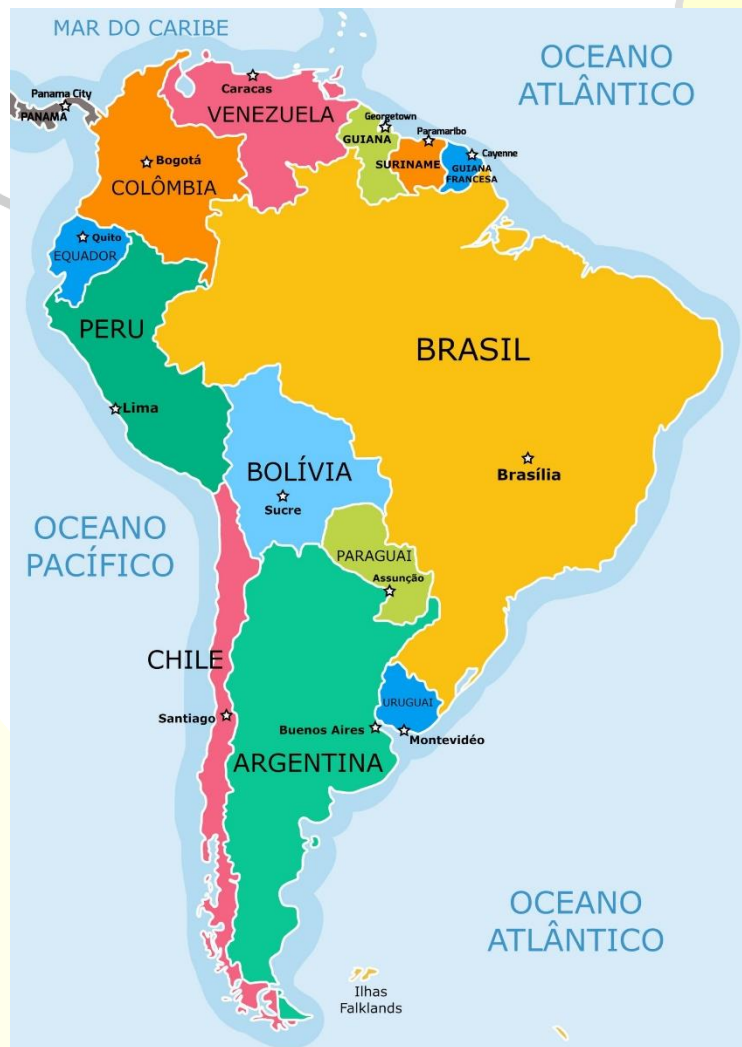 MAR DO CARIBE
OCEANO
ATLÂNTICO
Panama City
PANAMÁ
Caracas
VENEZUELA
Georgetown
GUIANA
Paramaribo
SURINAME
Cayenne
GUIANA
FRANCESA
Bogotá
COLÔMBIA
Quito
EQUADOR
PERU
Lima
BRASIL
Brasília
BOLÍVIA
Sucre
OCEANO
PACÍFICO
PARAGUAI
Assunção
CHILE
Santiago
URUGUAI
Buenos Aires
Montevidéo
ARGENTINA
OCEANO
ATLÂNTICO
Ilhas
Falklands